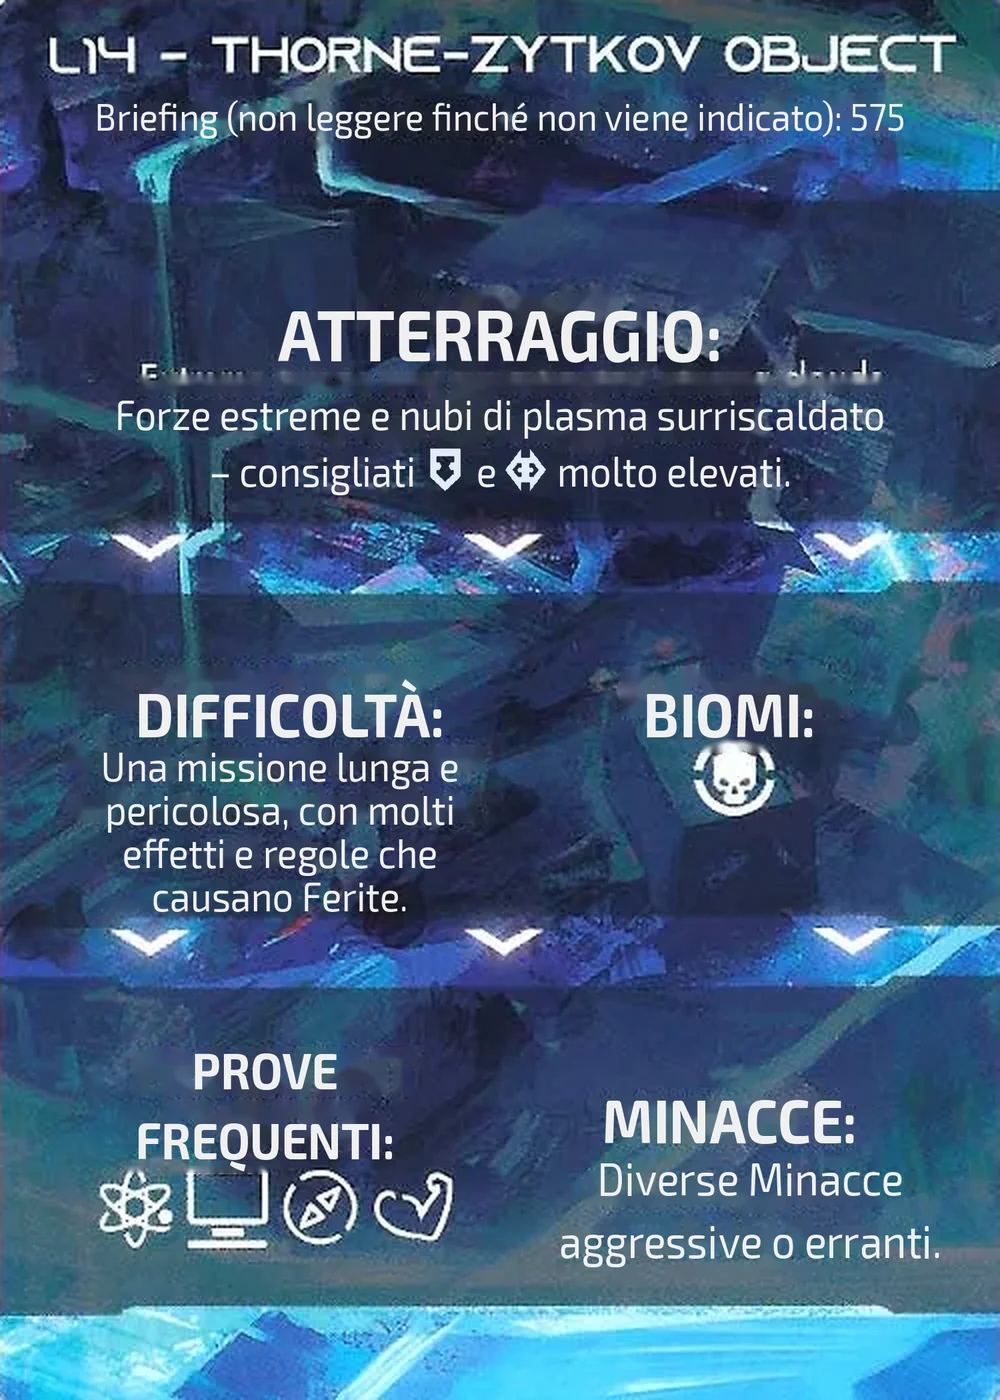 L14 - THORNE-ZYTKOV OBJECT
Briefing (non leggere finché non viene indicato): 575
ATTERRAGGIO:
Forze estreme e nubi di plasma surriscaldato
– consigliati e molto elevati.
DIFFICOLTÀ:
Una missione lunga e
pericolosa, con molti
effetti e regole che
causano Ferite.
BIOMI:
PROVE
FREQUENTI:
MINACCE:
Diverse Minacce
aggressive o erranti.